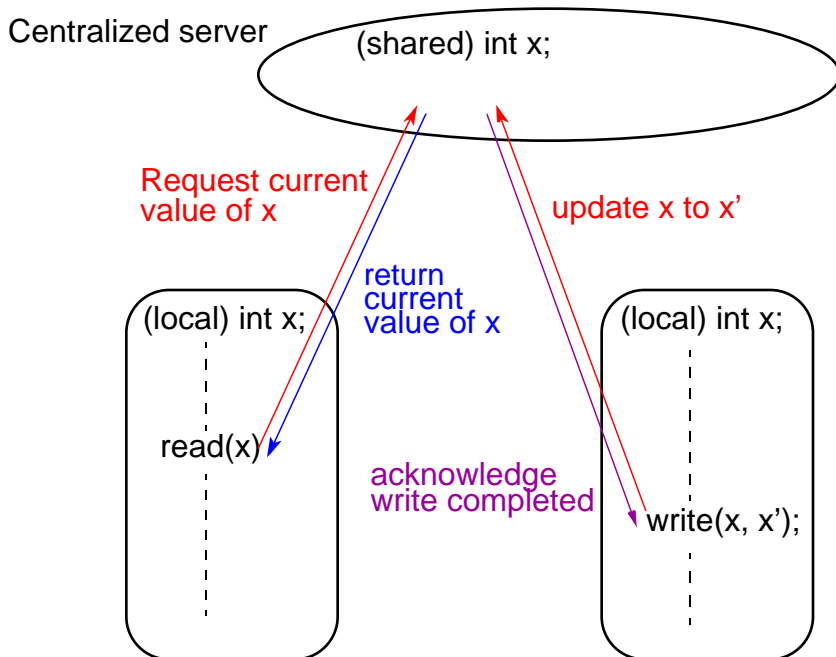 Centralized server
(shared) int x;
Request current
value of x
update x to x’
return
current
value of x
(local) int x;
(local) int x;
read(x)
acknowledge
write completed
write(x, x’);